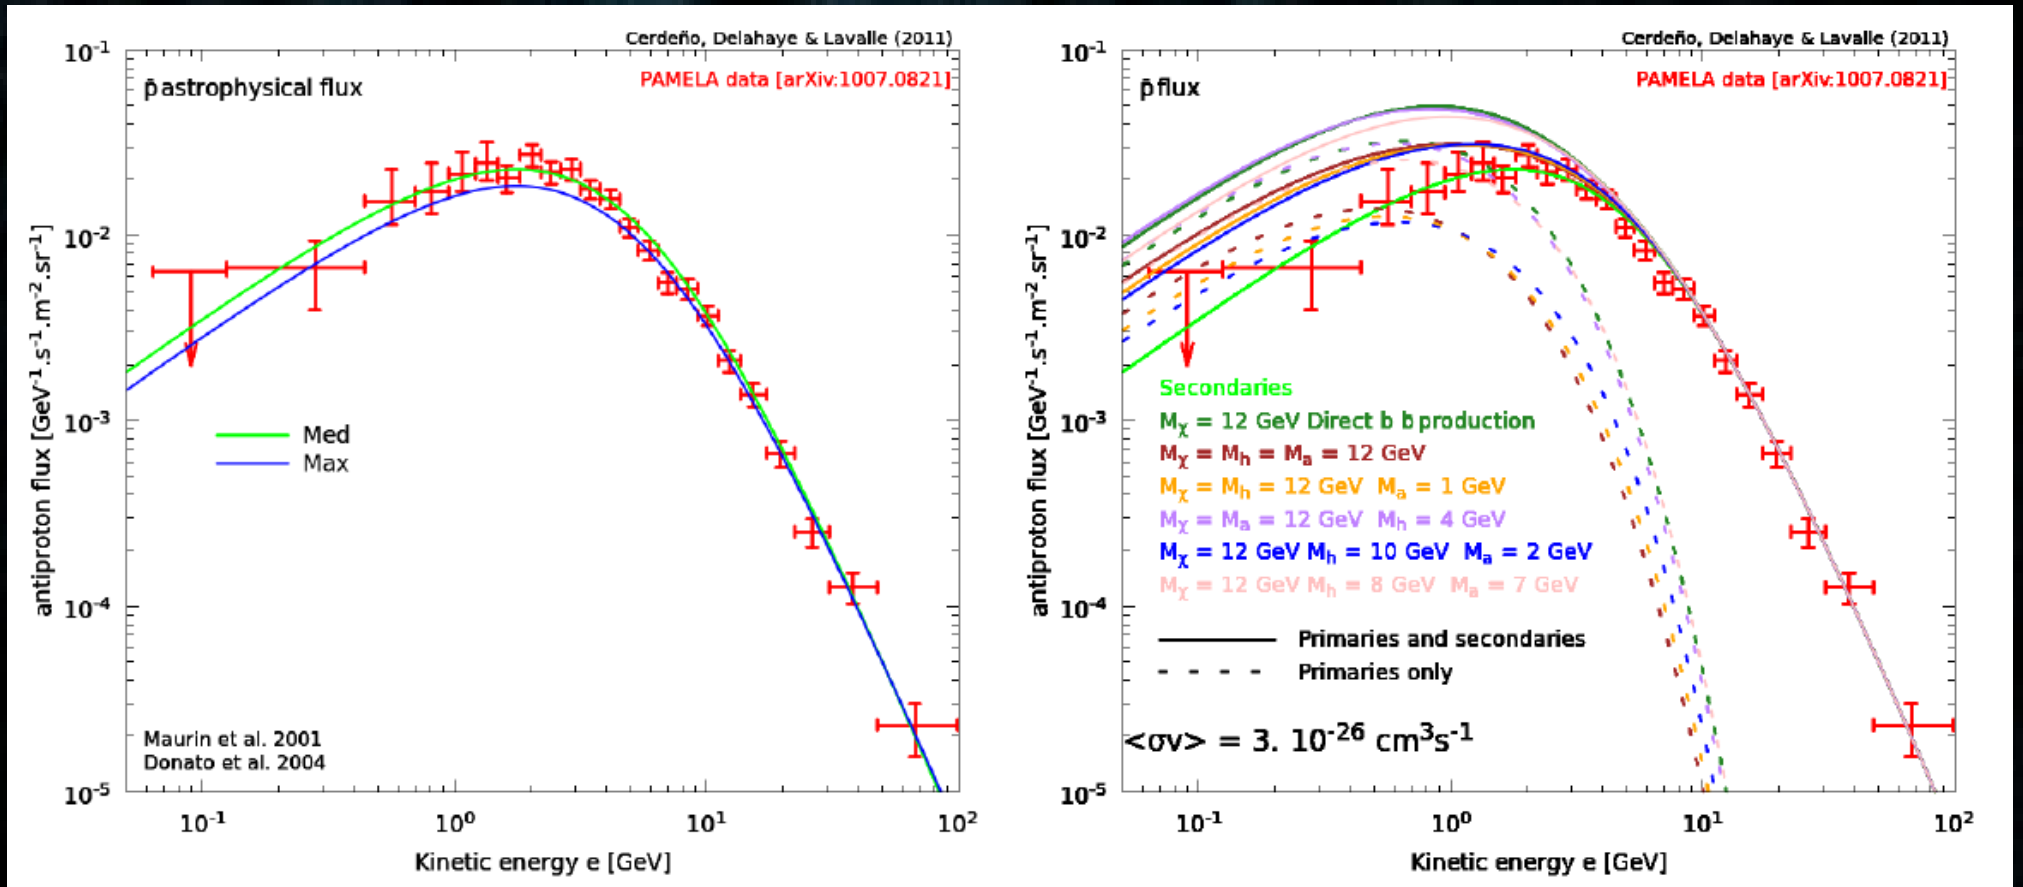 Cerdeño, Delahaye & Lavalle (2011)
p̄ astrophysical flux
PAMELA data [arXiv:1007.0821]
10⁻¹
10⁻²
10⁻³
10⁻⁴
10⁻⁵
antiproton flux [GeV⁻¹.s⁻¹.m⁻².sr⁻¹]
Med
Max
Maurin et al. 2001
Donato et al. 2004
10⁻¹ 10⁰ 10¹ 10²
Kinetic energy e [GeV]
Cerdeño, Delahaye & Lavalle (2011)
p̄ flux
PAMELA data [arXiv:1007.0821]
10⁻¹
10⁻²
10⁻³
10⁻⁴
10⁻⁵
antiproton flux [GeV⁻¹.s⁻¹.m⁻².sr⁻¹]
Secondaries
Mχ = 12 GeV Direct b b̄ production
Mχ = Mh = Ma = 12 GeV
Mχ = Mh = 12 GeV Ma = 1 GeV
Mχ = Ma = 12 GeV Mh = 4 GeV
Mχ = 12 GeV Mh = 10 GeV Ma = 2 GeV
Mχ = 12 GeV Mh = 8 GeV Ma = 7 GeV
Primaries and secondaries
Primaries only
<σv> = 3. 10⁻²⁶ cm³s⁻¹
10⁻¹ 10⁰ 10¹ 10²
Kinetic energy e [GeV]